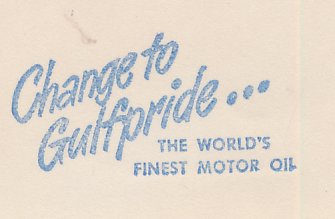 Change to
Gulfpride...
THE WORLD'S
FINEST MOTOR OIL